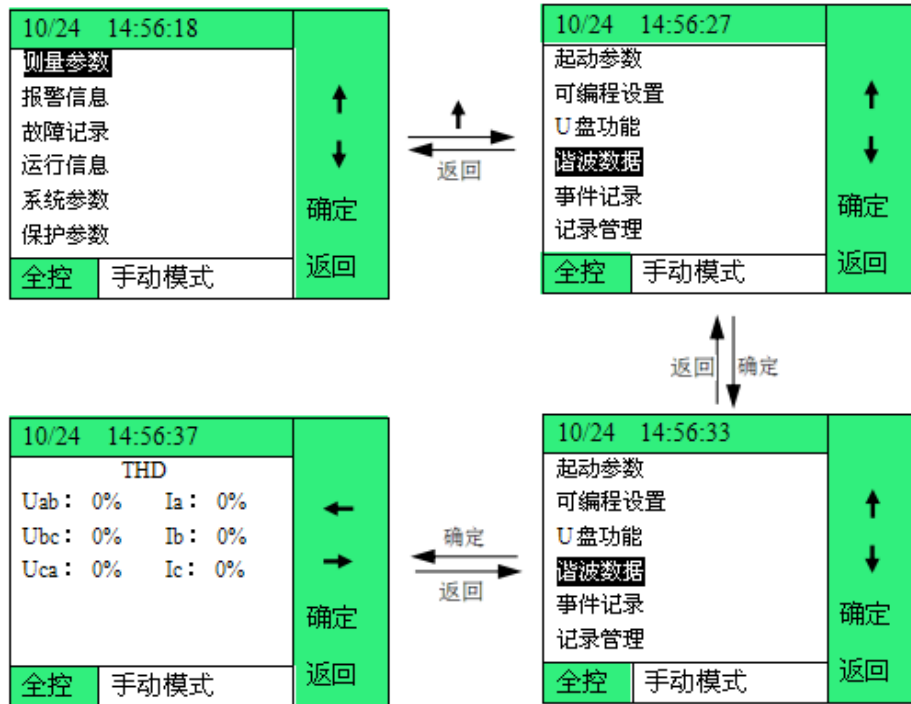 10/24 14:56:18
测量参数
报警信息
故障记录
运行信息
系统参数
保护参数
全控 手动模式
↑
↓
确定
返回
↑
返回
10/24 14:56:27
起动参数
可编程设置
U盘功能
谐波数据
事件记录
记录管理
全控 手动模式
↑
↓
确定
返回
返回 确定
10/24 14:56:37
THD
Uab: 0% Ia: 0%
Ubc: 0% Ib: 0%
Uca: 0% Ic: 0%
全控 手动模式
←
→
确定
返回
确定
返回
10/24 14:56:33
起动参数
可编程设置
U盘功能
谐波数据
事件记录
记录管理
全控 手动模式
↑
↓
确定
返回